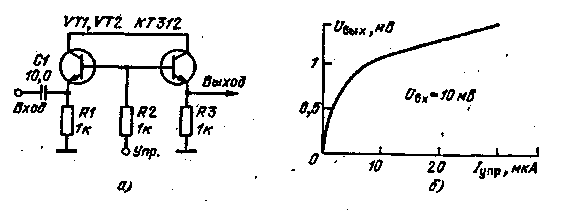 VT1, VT2 КТ312
C1
10,0
Вход
R1
1к
R2
1к
R3
1к
Выход
Упр.
а)
Uвых, мВ
1
0,5
0
Uвх = 10 мВ
10
20
Iупр, мкА
б)